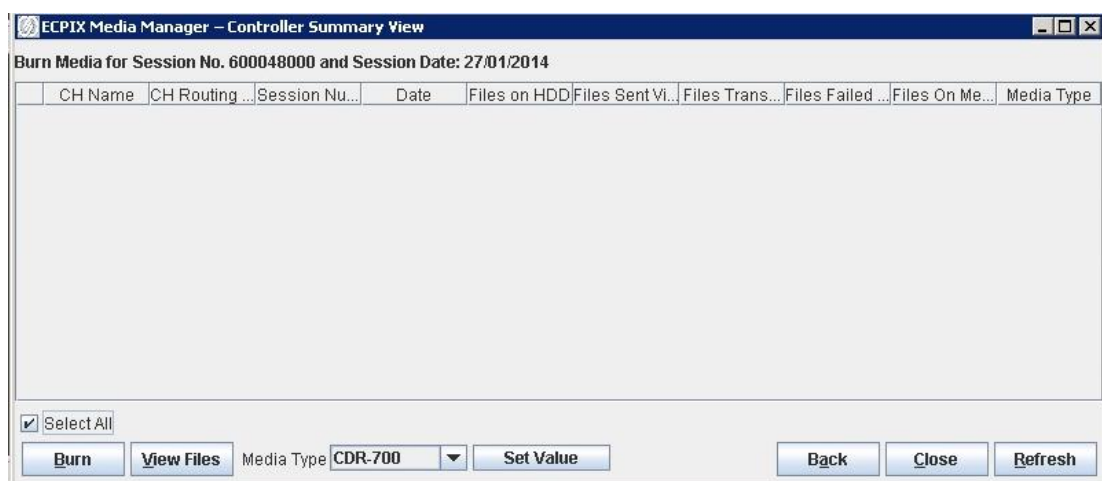 ECPIX Media Manager – Controller Summary View
Burn Media for Session No. 600048000 and Session Date: 27/01/2014
CH Name CH Routing ... Session Nu... Date Files on HDD Files Sent Vi... Files Trans... Files Failed ... Files On Me... Media Type
Select All
Burn View Files Media Type CDR-700 Set Value Back Close Refresh